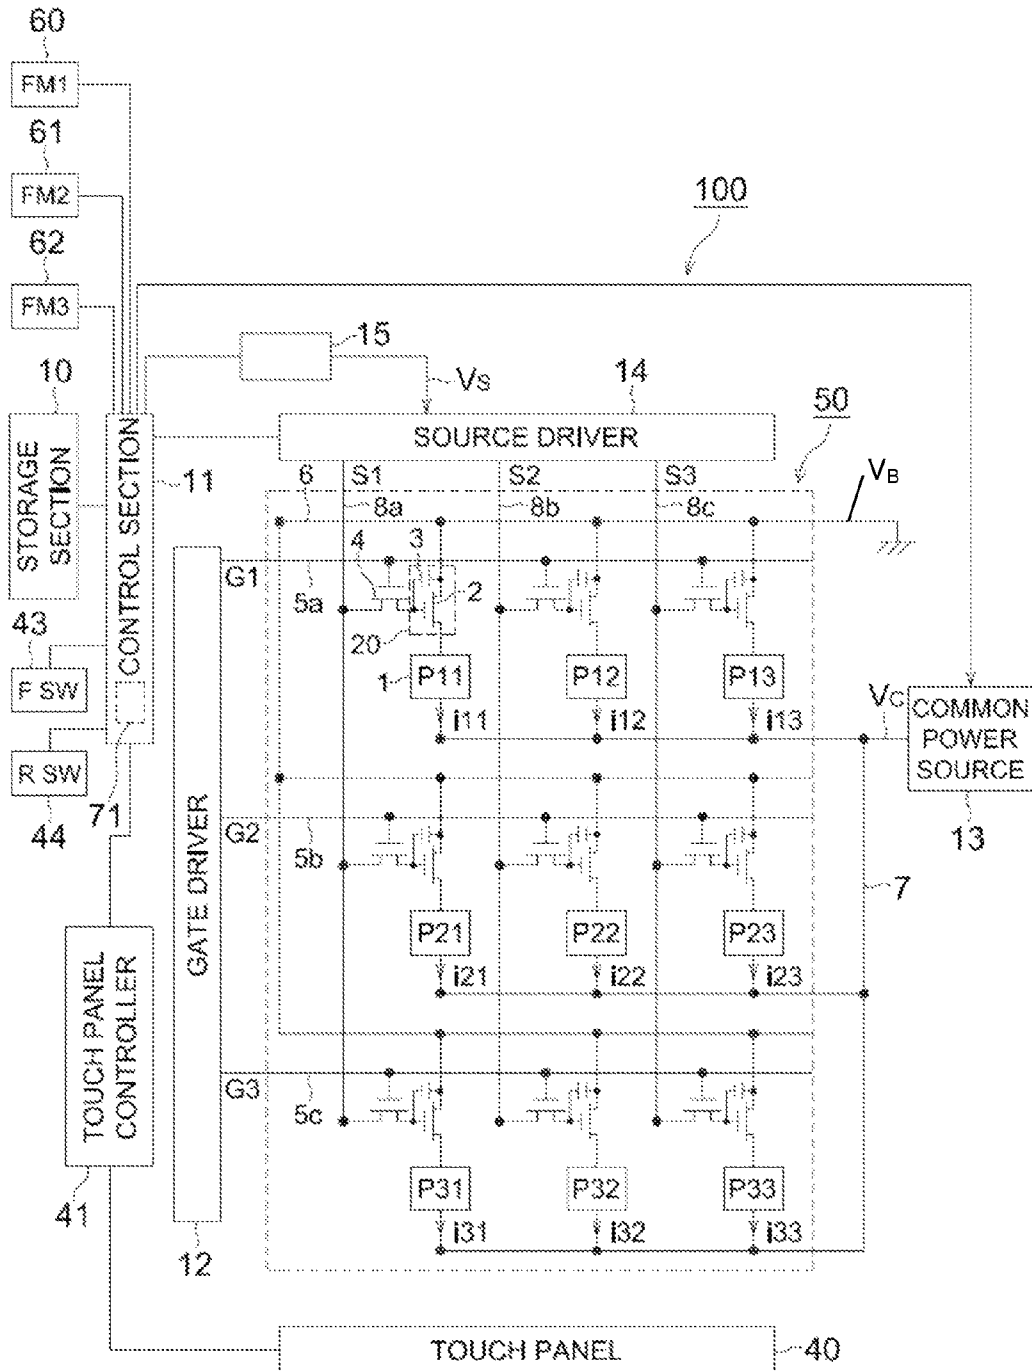 60
FM1
61
FM2
62
FM3
100
15
VS
10
STORAGE
SECTION
CONTROL SECTION
11
14
SOURCE DRIVER
50
6
S1
S2
S3
8a
8b
8c
VB
4
3
2
G1
5a
20
43
F SW
1
P11
P12
P13
i11
i12
i13
VC
COMMON
POWER
SOURCE
13
R SW
44
71
GATE DRIVER
G2
5b
7
P21
P22
P23
i21
i22
i23
TOUCH PANEL
CONTROLLER
41
G3
5c
P31
P32
P33
i31
i32
i33
12
TOUCH PANEL
40